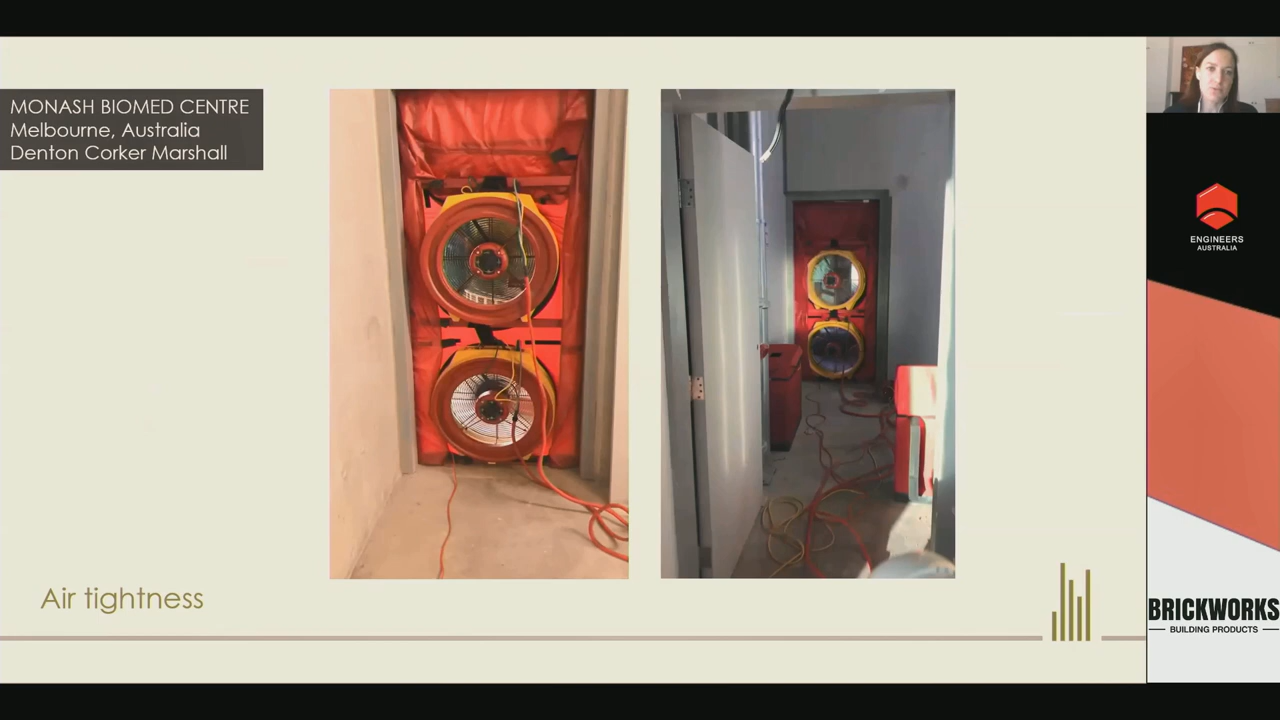 MONASH BIOMED CENTRE
Melbourne, Australia
Denton Corker Marshall
Air tightness
ENGINEERS
AUSTRALIA
BRICKWORKS
BUILDING PRODUCTS